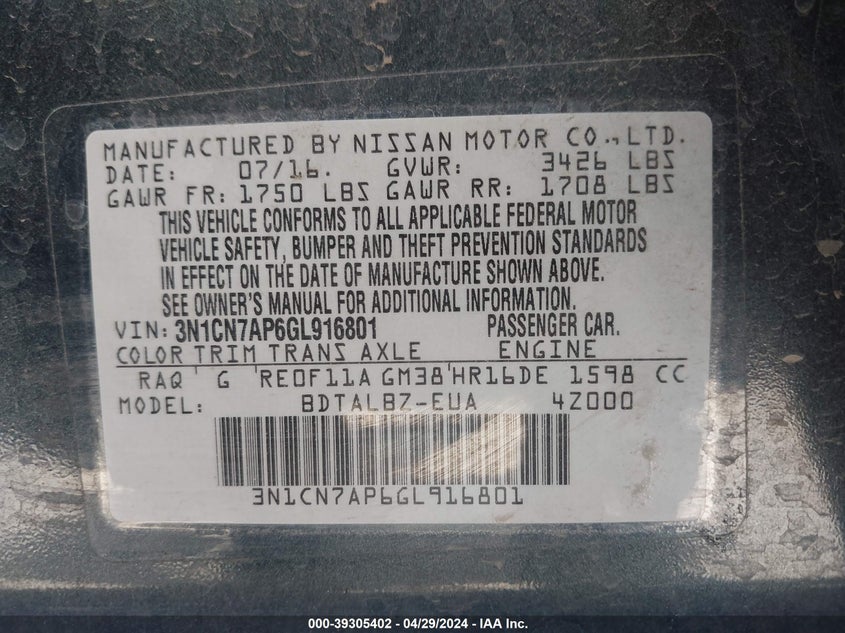 MANUFACTURED BY NISSAN MOTOR CO., LTD.
DATE: 07/16. GVWR: 3426 LBS
GAWR FR: 1750 LBS GAWR RR: 1708 LBS
THIS VEHICLE CONFORMS TO ALL APPLICABLE FEDERAL MOTOR
VEHICLE SAFETY, BUMPER AND THEFT PREVENTION STANDARDS
IN EFFECT ON THE DATE OF MANUFACTURE SHOWN ABOVE.
SEE OWNER'S MANUAL FOR ADDITIONAL INFORMATION.
VIN: 3N1CN7AP6GL916801 PASSENGER CAR.
COLOR TRIM TRANS AXLE ENGINE
RAQ G RE0F11A GM38 HR16DE 1598 CC
MODEL: BDTALBZ-EUA 4Z000
3N1CN7AP6GL916801
000-39305402 - 04/29/2024 - IAA Inc.